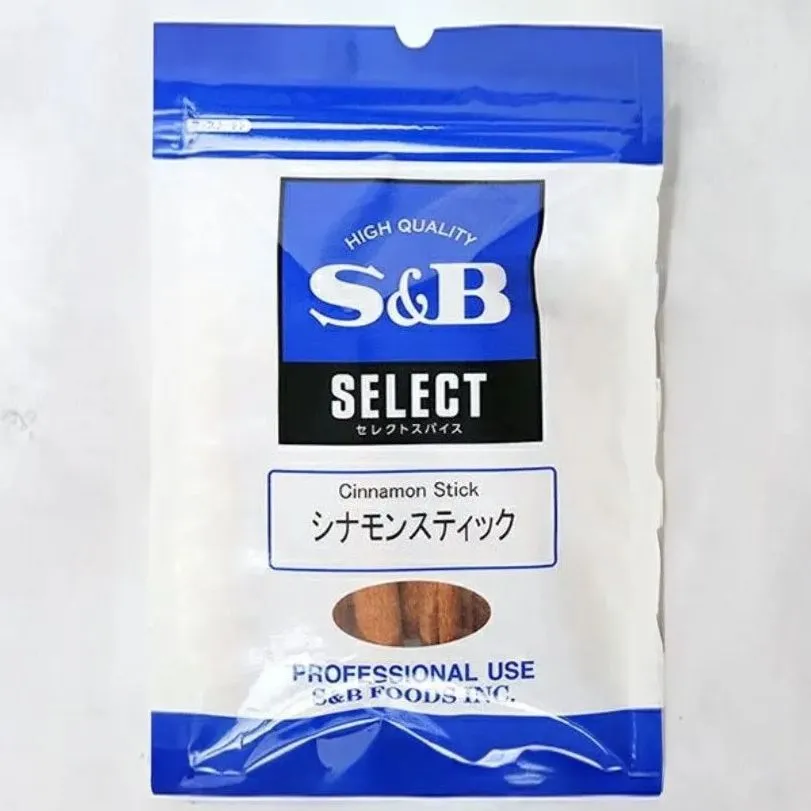 HIGH QUALITY
S&B
SELECT
セレクトスパイス
Cinnamon Stick
シナモンスティック
PROFESSIONAL USE
S&B FOODS INC.